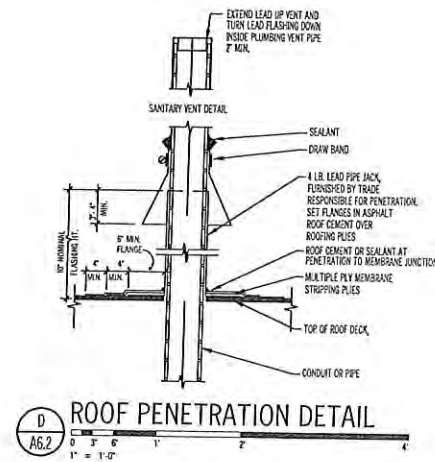 EXTEND LEAD UP VENT AND
TURN LEAD FLASHING DOWN
INSIDE PLUMBING VENT PIPE
2" MIN.
SANITARY VENT DETAIL
SEALANT
DRAW BAND
4 LB. LEAD PIPE JACK,
FURNISHED BY TRADE
RESPONSIBLE FOR PENETRATION.
SET FLANGES IN ASPHALT
ROOF CEMENT OVER
ROOFING PLIES
ROOF CEMENT OR SEALANT AT
PENETRATION TO MEMBRANE JUNCTION
MULTIPLE PLY MEMBRANE
STRIPPING PLIES
TOP OF ROOF DECK
CONDUIT OR PIPE
10" NOMINAL
FLASHING HT.
MIN.
6" MIN.
FLANGE
4"
MIN.
MIN.
D
A6.2
ROOF PENETRATION DETAIL
0 3" 6" 1' 2' 4'
1" = 1'-0"